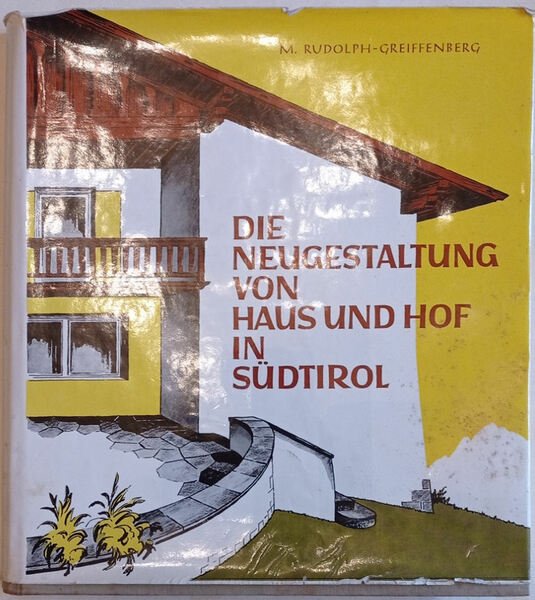 M. RUDOLPH-GREIFFENBERG
DIE
NEUGESTALTUNG
VON
HAUS UND HOF
IN
SÜDTIROL